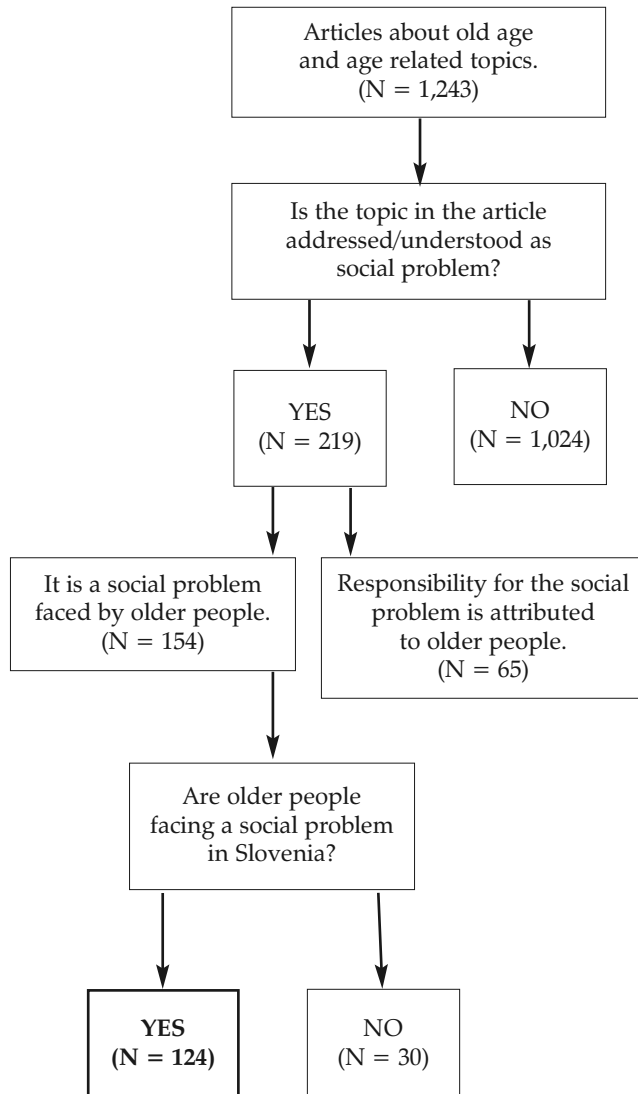 Articles about old age
and age related topics.
(N = 1,243)
Is the topic in the article
addressed/understood as
social problem?
YES
(N = 219)
NO
(N = 1,024)
It is a social problem
faced by older people.
(N = 154)
Responsibility for the social
problem is attributed
to older people.
(N = 65)
Are older people
facing a social problem
in Slovenia?
YES
(N = 124)
NO
(N = 30)